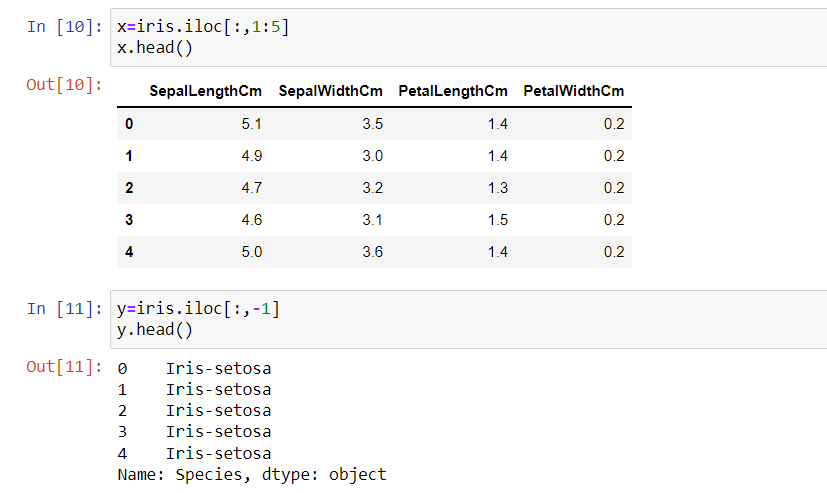 In [10]: x=iris.iloc[:,1:5]
x.head()
Out[10]:
SepalLengthCm SepalWidthCm PetalLengthCm PetalWidthCm
0 5.1 3.5 1.4 0.2
1 4.9 3.0 1.4 0.2
2 4.7 3.2 1.3 0.2
3 4.6 3.1 1.5 0.2
4 5.0 3.6 1.4 0.2
In [11]: y=iris.iloc[:,-1]
y.head()
Out[11]: 0 Iris-setosa
1 Iris-setosa
2 Iris-setosa
3 Iris-setosa
4 Iris-setosa
Name: Species, dtype: object